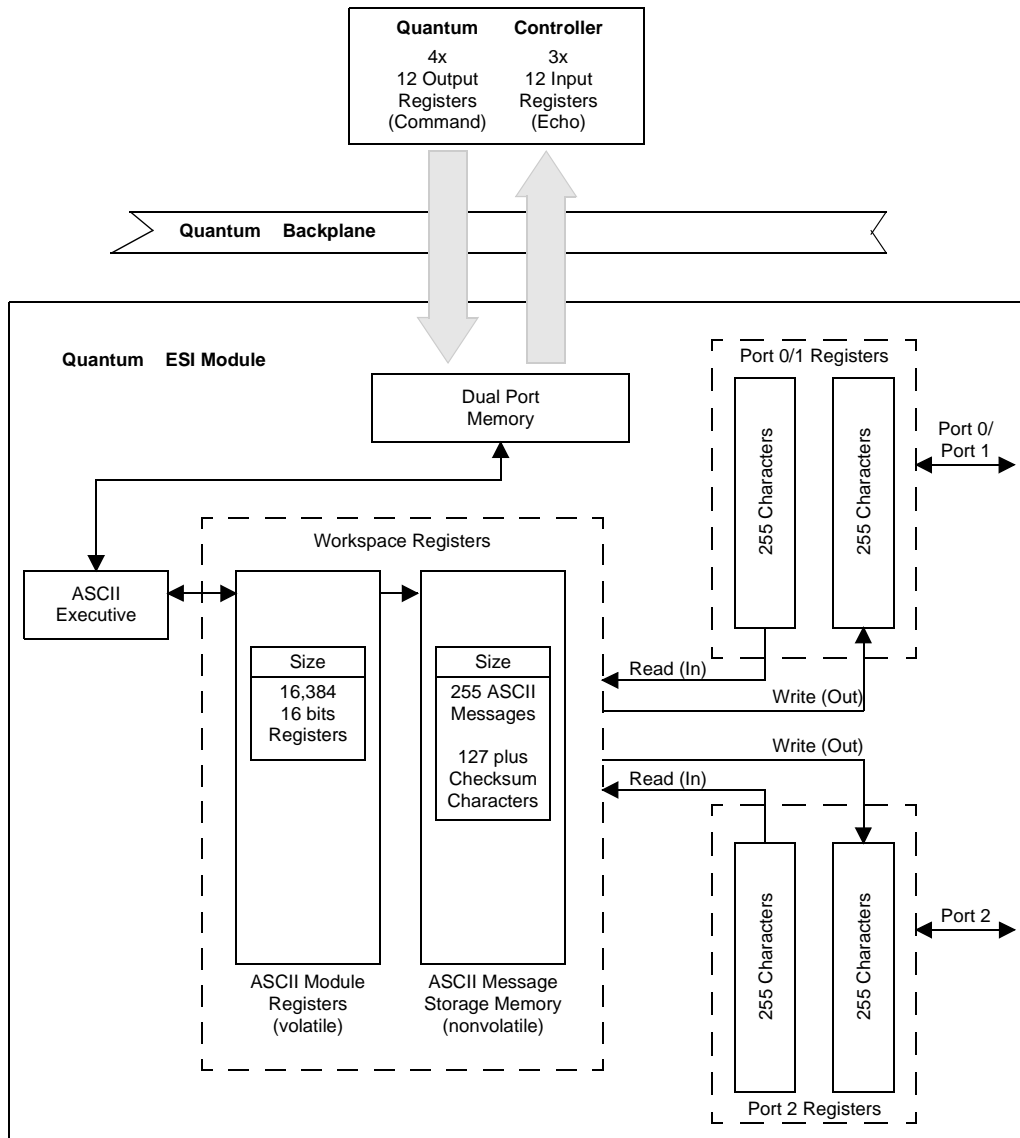 Quantum Controller
4x
12 Output
Registers
(Command)
3x
12 Input
Registers
(Echo)
Quantum Backplane
Quantum ESI Module
Dual Port
Memory
Port 0/1 Registers
255 Characters
255 Characters
Port 0/
Port 1
Workspace Registers
ASCII
Executive
Size
16,384
16 bits
Registers
Size
255 ASCII
Messages
127 plus
Checksum
Characters
Read (In)
Write (Out)
Write (Out)
Read (In)
255 Characters
255 Characters
Port 2
ASCII Module
Registers
(volatile)
ASCII Message
Storage Memory
(nonvolatile)
Port 2 Registers